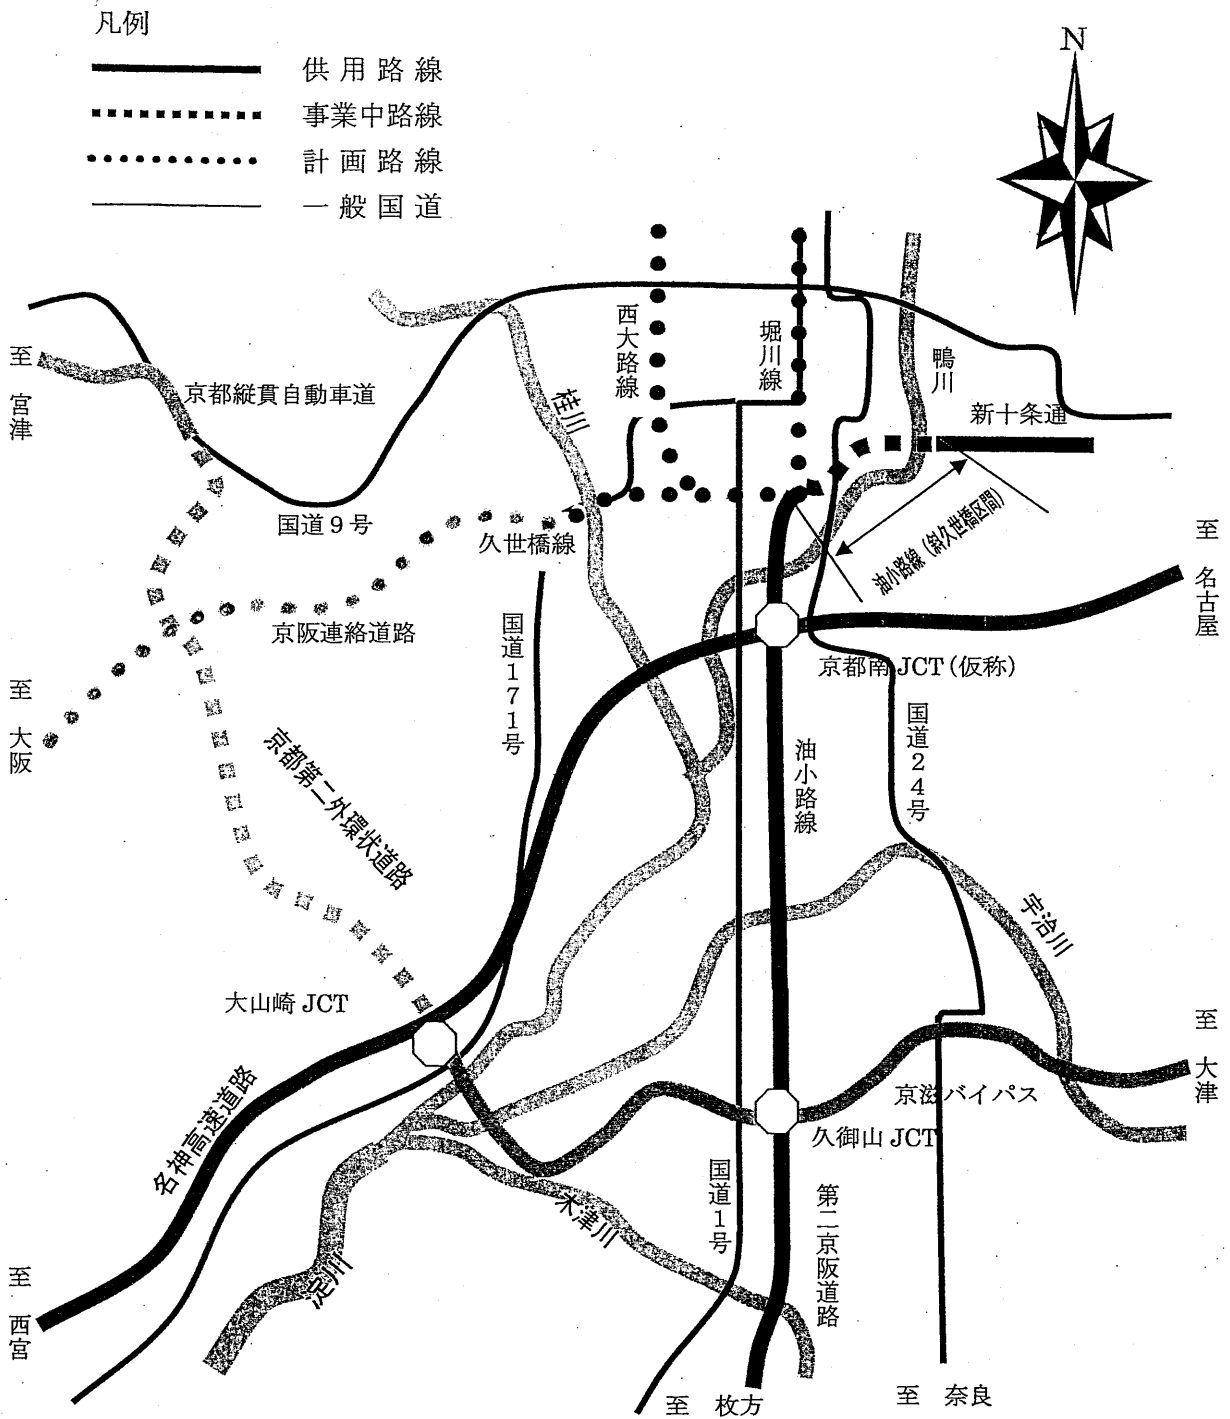 凡例
供用路線
事業中路線
計画路線
一般国道
N
至 宮津
京都縦貫自動車道
西大路線
堀川線
鴨川
新十条通
桂川
国道9号
久世橋線
油小路線（斜久世橋区間）
至 名古屋
京阪連絡道路
国道171号
京都南JCT(仮称)
至 大阪
国道24号
京都第二外環状道路
油小路線
宇治川
大山崎JCT
至 大津
名神高速道路
京滋バイパス
久御山JCT
国道1号
木津川
第二京阪道路
淀川
至 西宮
至 枚方
至 奈良